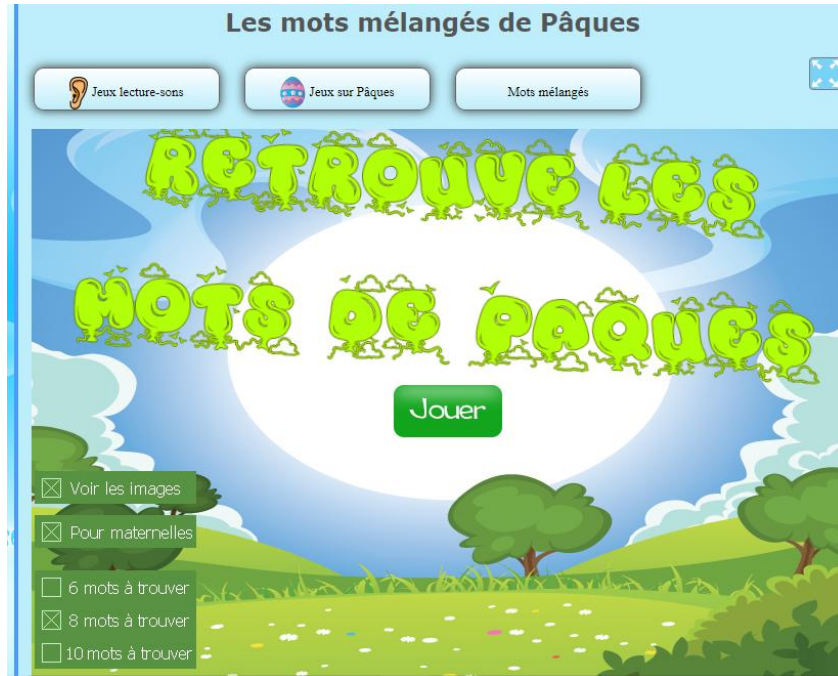 Les mots mélangés de Pâques
Jeux lecture-sons
Jeux sur Pâques
Mots mélangés
RETROUVE LES
MOTS DE PAQUES
Jouer
Voir les images
Pour maternelles
6 mots à trouver
8 mots à trouver
10 mots à trouver